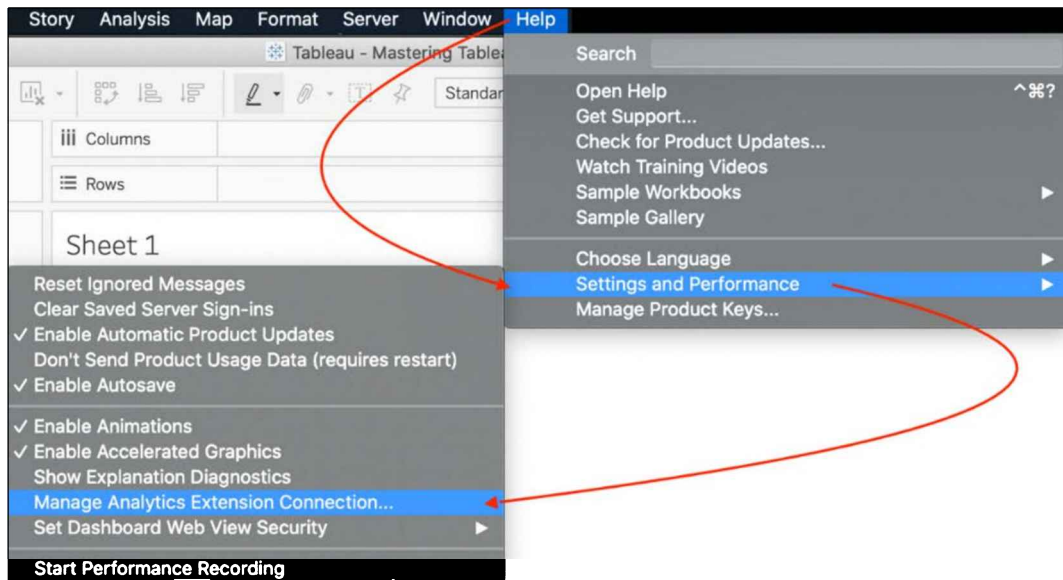 Story Analysis Map Format Server Window Help
Tableau - Mastering Table
Search
Standar
Open Help ^⌘?
Get Support...
Check for Product Updates...
Columns
Watch Training Videos
Rows
Sample Workbooks
Sample Gallery
Sheet 1
Choose Language
Settings and Performance
Manage Product Keys...
Reset Ignored Messages
Clear Saved Server Sign-ins
✓ Enable Automatic Product Updates
Don't Send Product Usage Data (requires restart)
✓ Enable Autosave
✓ Enable Animations
✓ Enable Accelerated Graphics
Show Explanation Diagnostics
Manage Analytics Extension Connection...
Set Dashboard Web View Security
Start Performance Recording